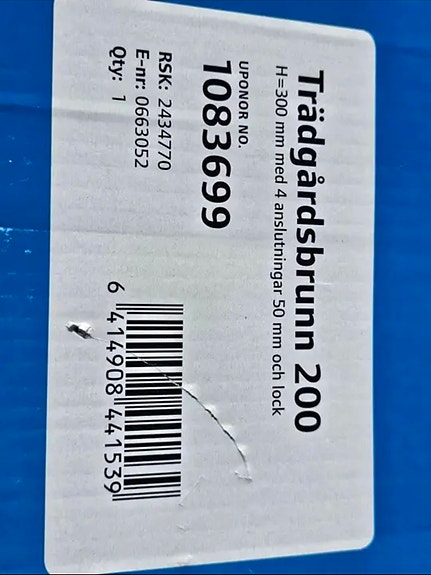 Trädgårdsbrunn 200
H=300 mm med 4 anslutningar 50 mm och lock
UPONOR NO.
1083699
RSK: 2434770
E-nr: 0663052
Qty: 1
6 414908 441539